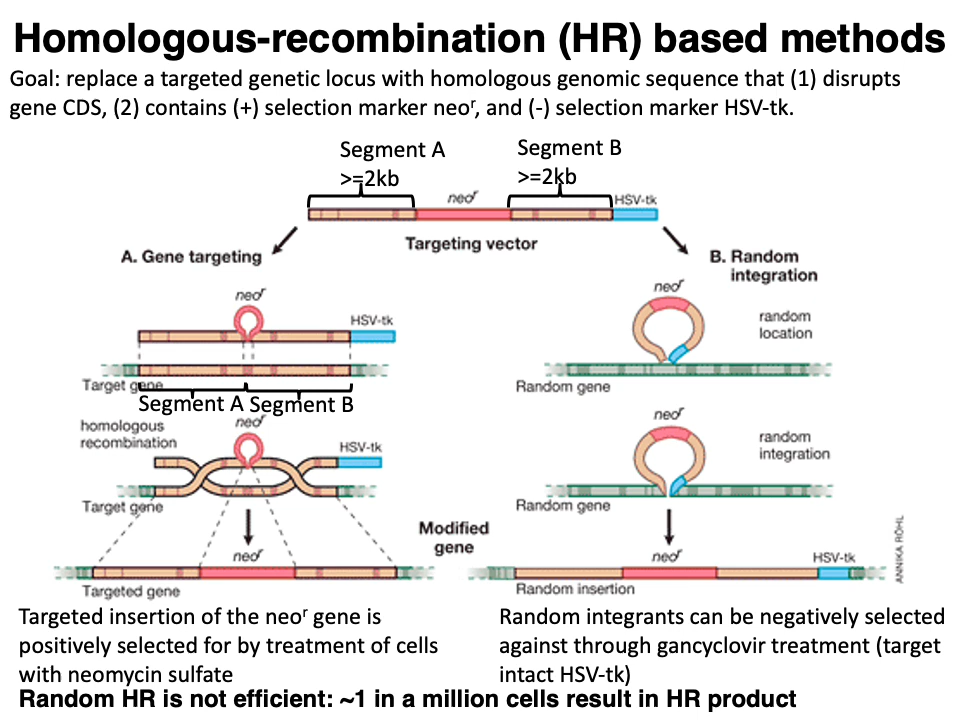 Homologous-recombination (HR) based methods
Goal: replace a targeted genetic locus with homologous genomic sequence that (1) disrupts
gene CDS, (2) contains (+) selection marker neoʳ, and (-) selection marker HSV-tk.
Segment A
>=2kb
Segment B
>=2kb
neoʳ
HSV-tk
Targeting vector
A. Gene targeting
B. Random
integration
neoʳ
HSV-tk
Target gene
Segment A
Segment B
neoʳ
random
location
Random gene
homologous
recombination
neoʳ
HSV-tk
Target gene
neoʳ
random
integration
Random gene
Modified
gene
neoʳ
Targeted gene
neoʳ
HSV-tk
Random insertion
ANNIKA RÖHL
Targeted insertion of the neoʳ gene is
positively selected for by treatment of cells
with neomycin sulfate
Random integrants can be negatively selected
against through gancyclovir treatment (target
intact HSV-tk)
Random HR is not efficient: ~1 in a million cells result in HR product